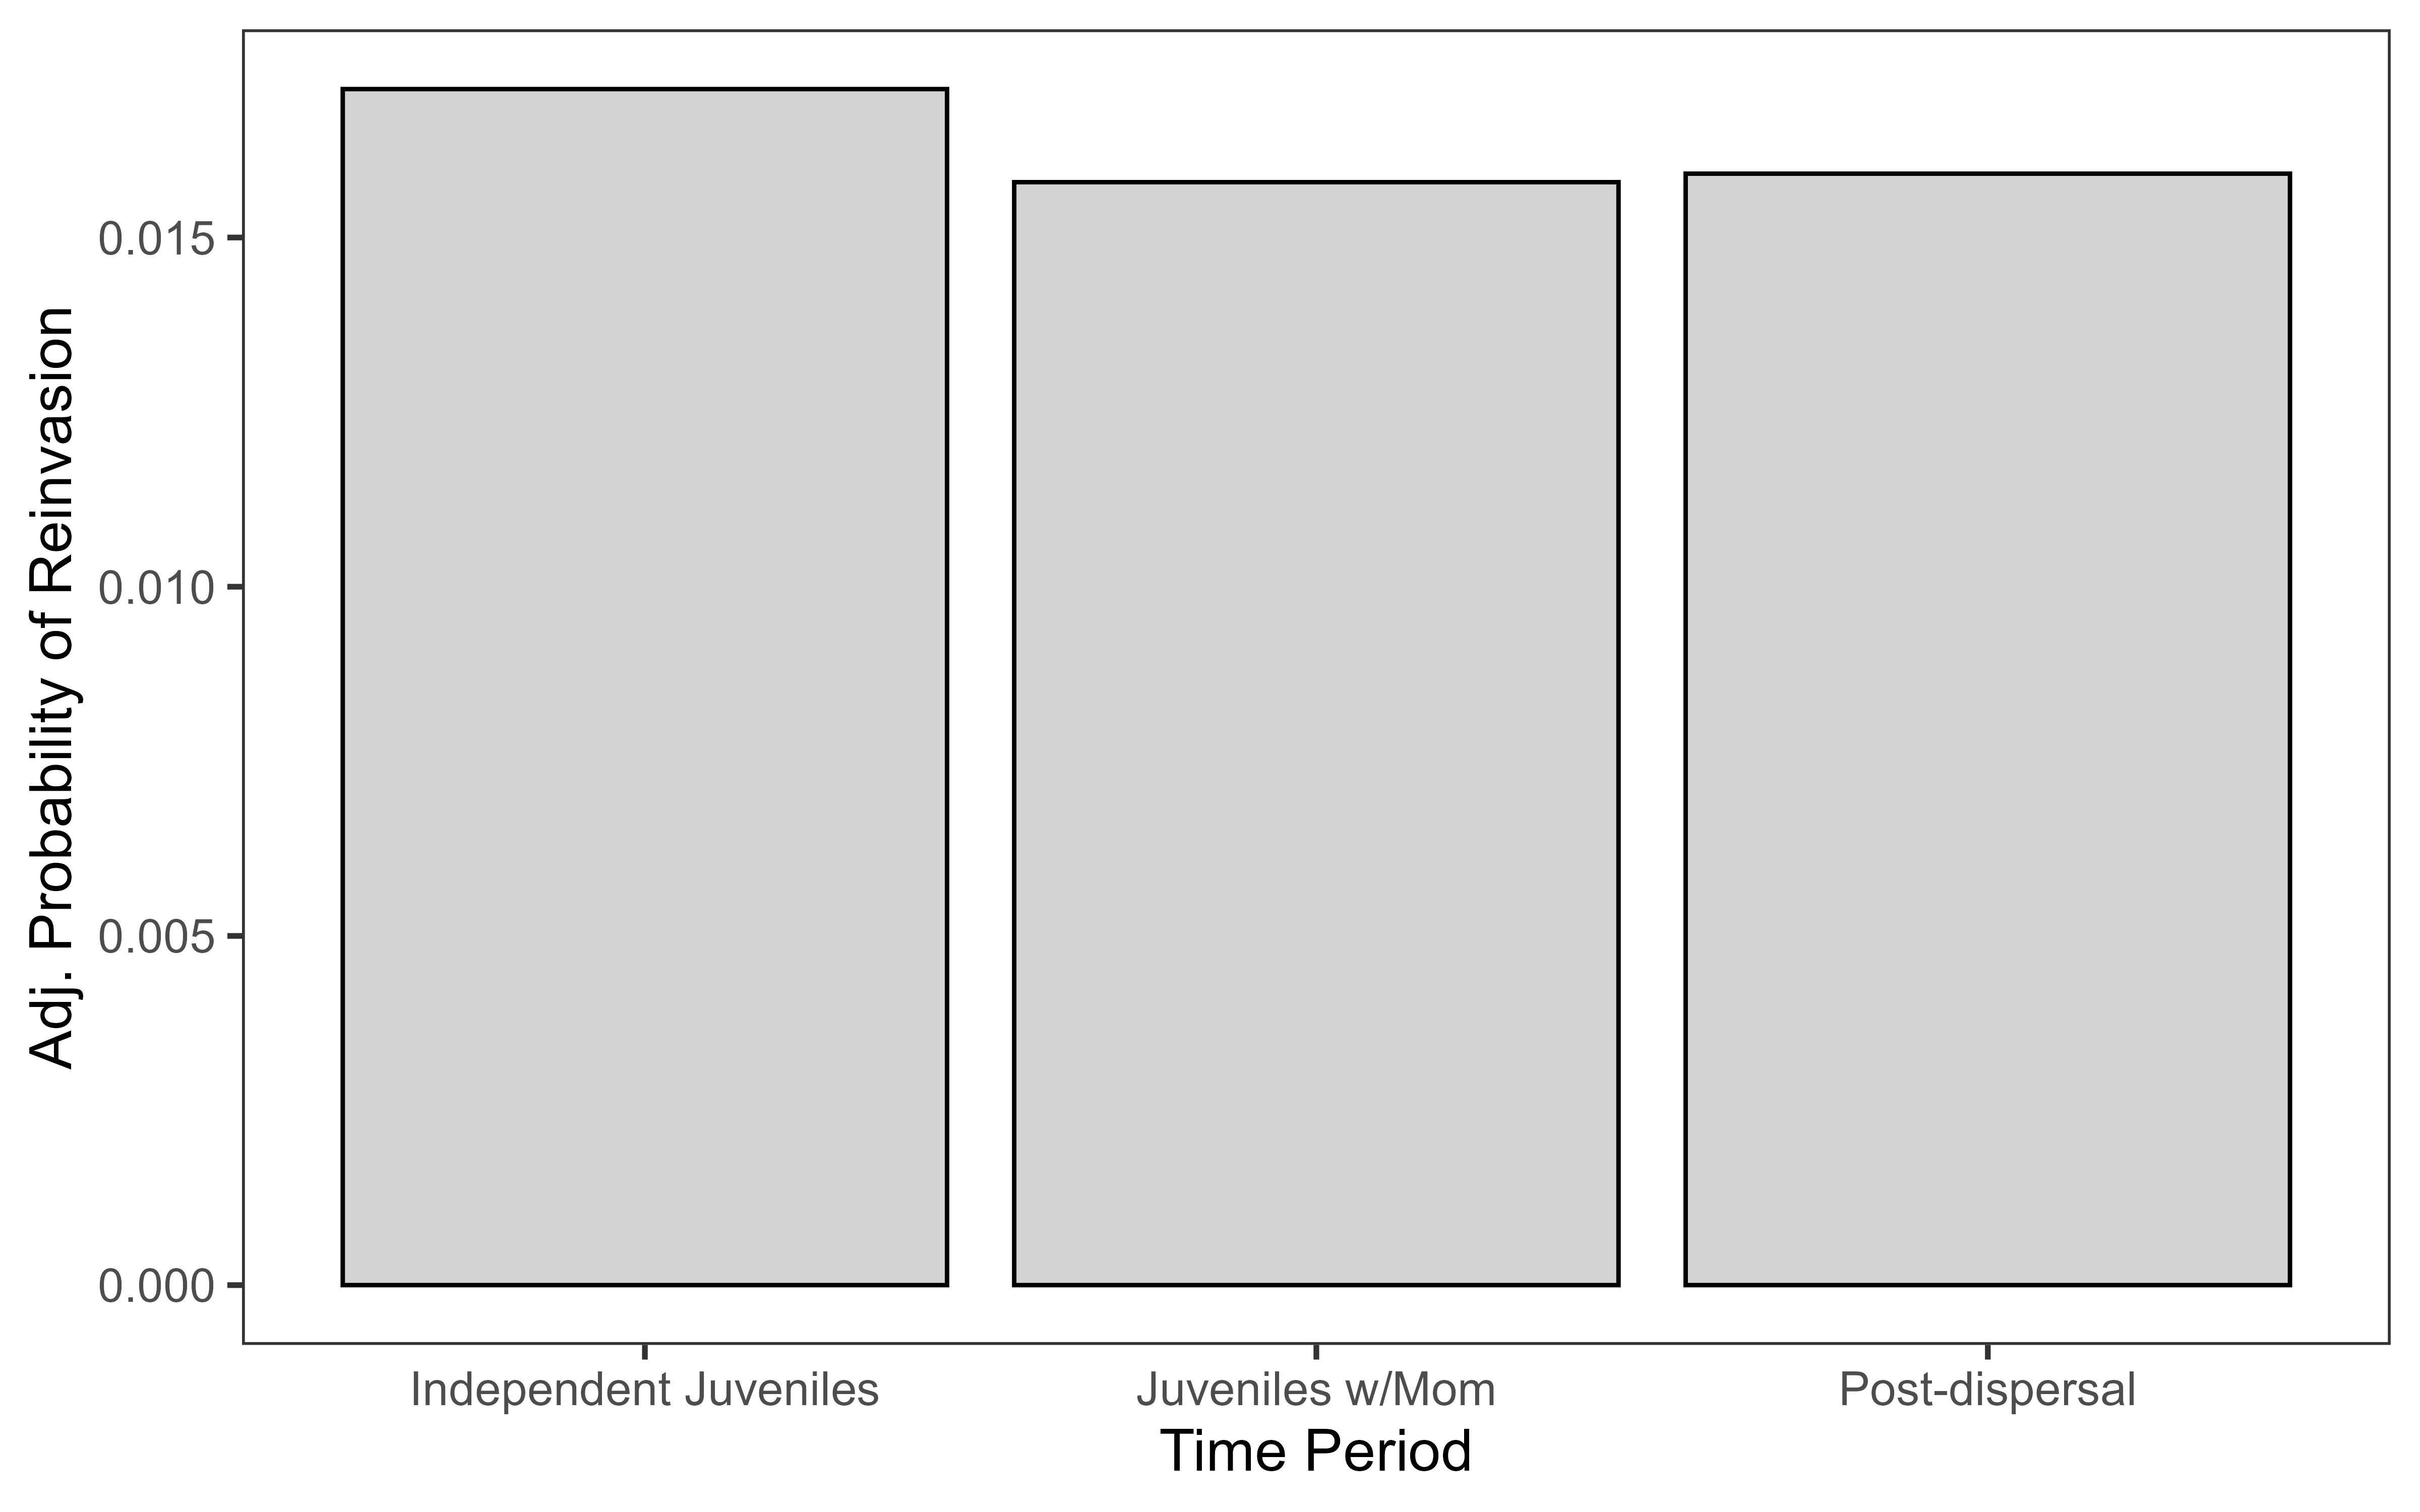 Adj. Probability of Reinvasion
0.015
0.010
0.005
0.000
Independent Juveniles
Juveniles w/Mom
Post-dispersal
Time Period